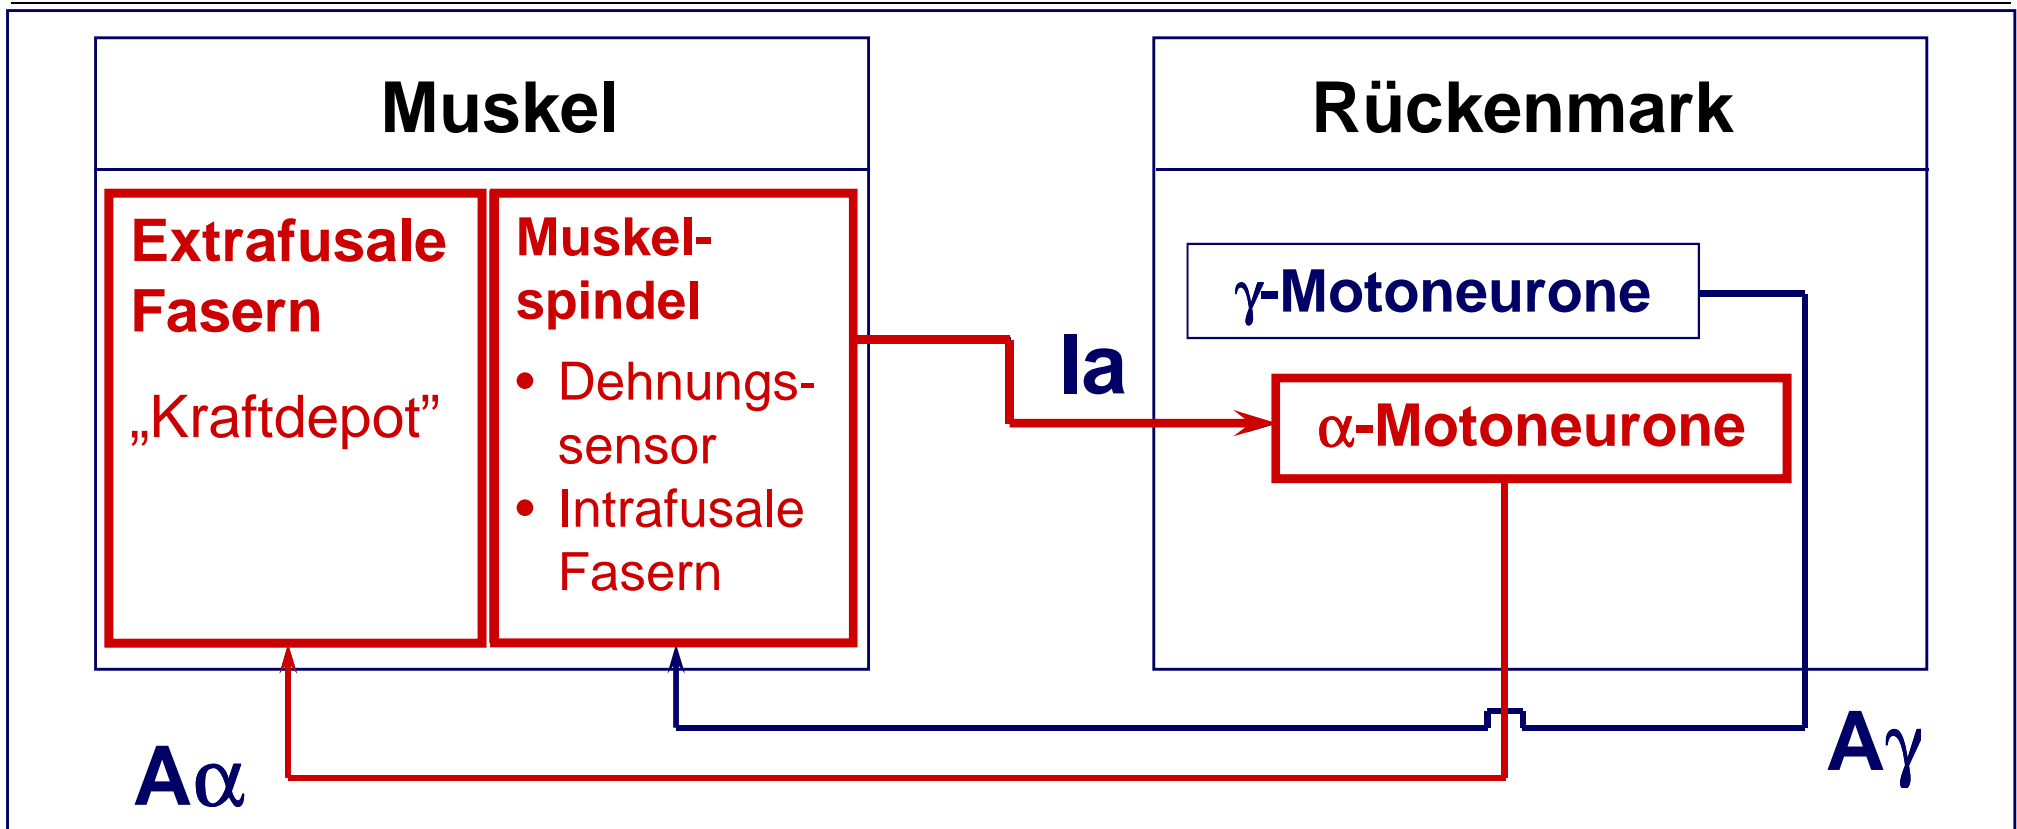 Muskel
Extrafusale
Fasern
„Kraftdepot”
Muskel-
spindel
• Dehnungs-
sensor
• Intrafusale
Fasern
Ia
Rückenmark
γ-Motoneurone
α-Motoneurone
Aα
Aγ